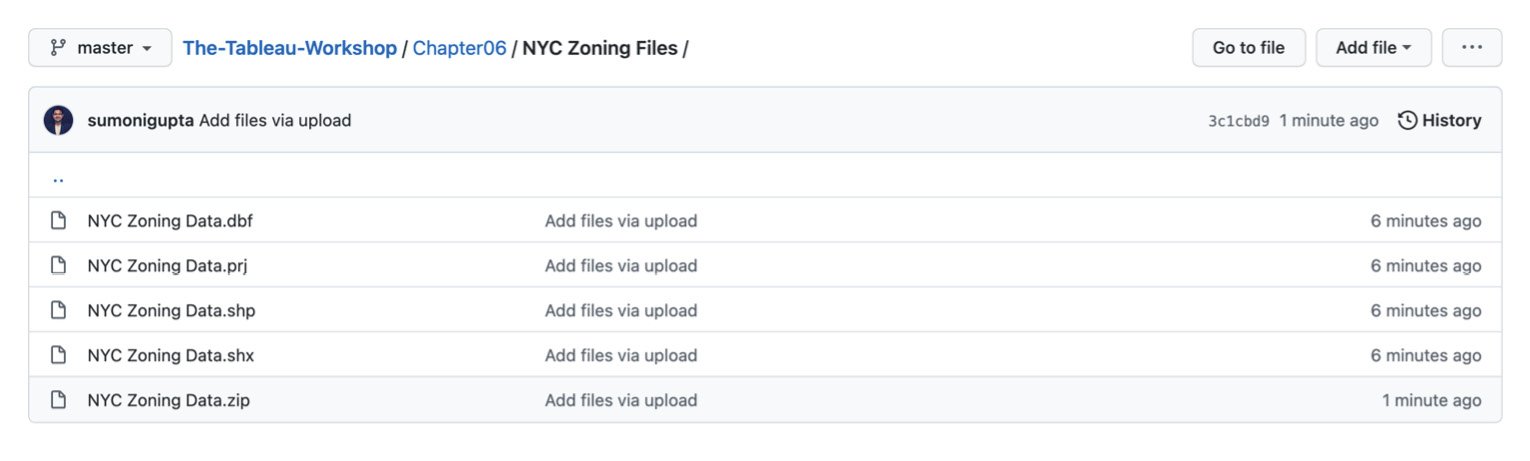 master The-Tableau-Workshop / Chapter06 / NYC Zoning Files / Go to file Add file ...
sumonigupta Add files via upload 3c1cbd9 1 minute ago History
..
NYC Zoning Data.dbf Add files via upload 6 minutes ago
NYC Zoning Data.prj Add files via upload 6 minutes ago
NYC Zoning Data.shp Add files via upload 6 minutes ago
NYC Zoning Data.shx Add files via upload 6 minutes ago
NYC Zoning Data.zip Add files via upload 1 minute ago